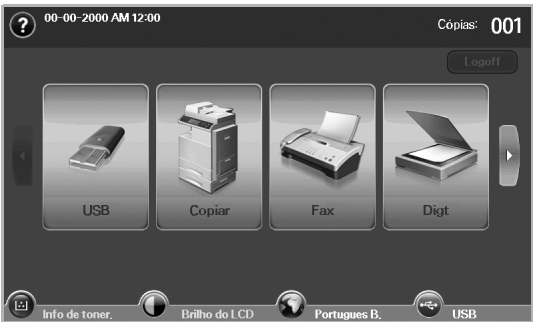 ? 00-00-2000 AM 12:00 Cópias: 001
Logoff
USB Copiar Fax Digt
Info de toner. Brilho do LCD Portugues B. USB